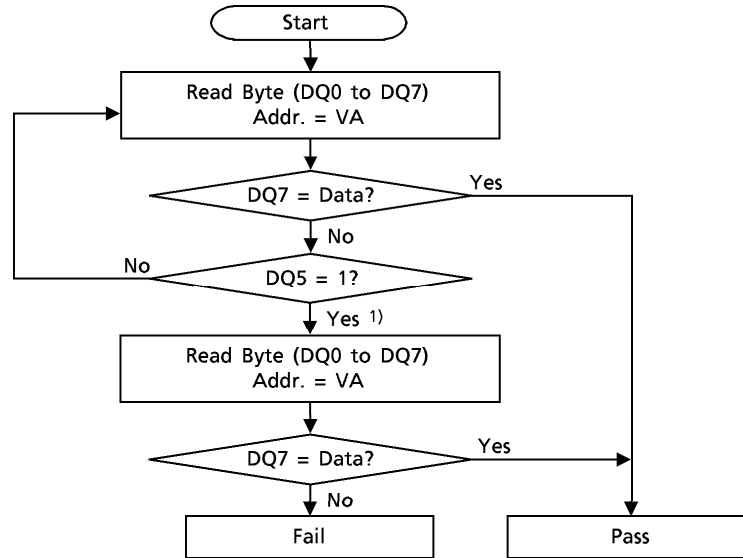 Start
Read Byte (DQ0 to DQ7)
Addr. = VA
DQ7 = Data?
Yes
No
DQ5 = 1?
No
Yes 1)
Read Byte (DQ0 to DQ7)
Addr. = VA
DQ7 = Data?
Yes
No
Fail
Pass